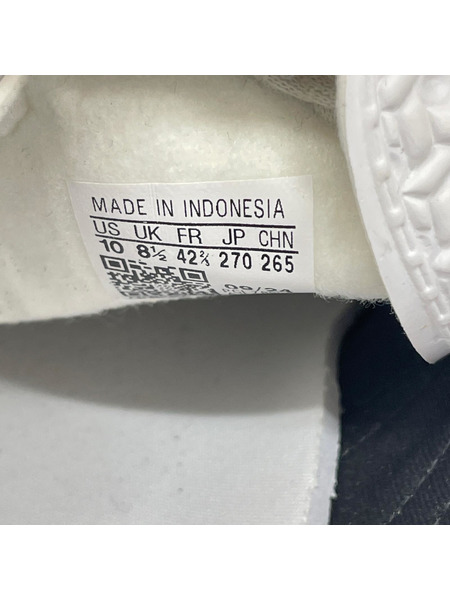 MADE IN INDONESIA
US UK FR JP CHN
10 8½ 42⅔ 270 265